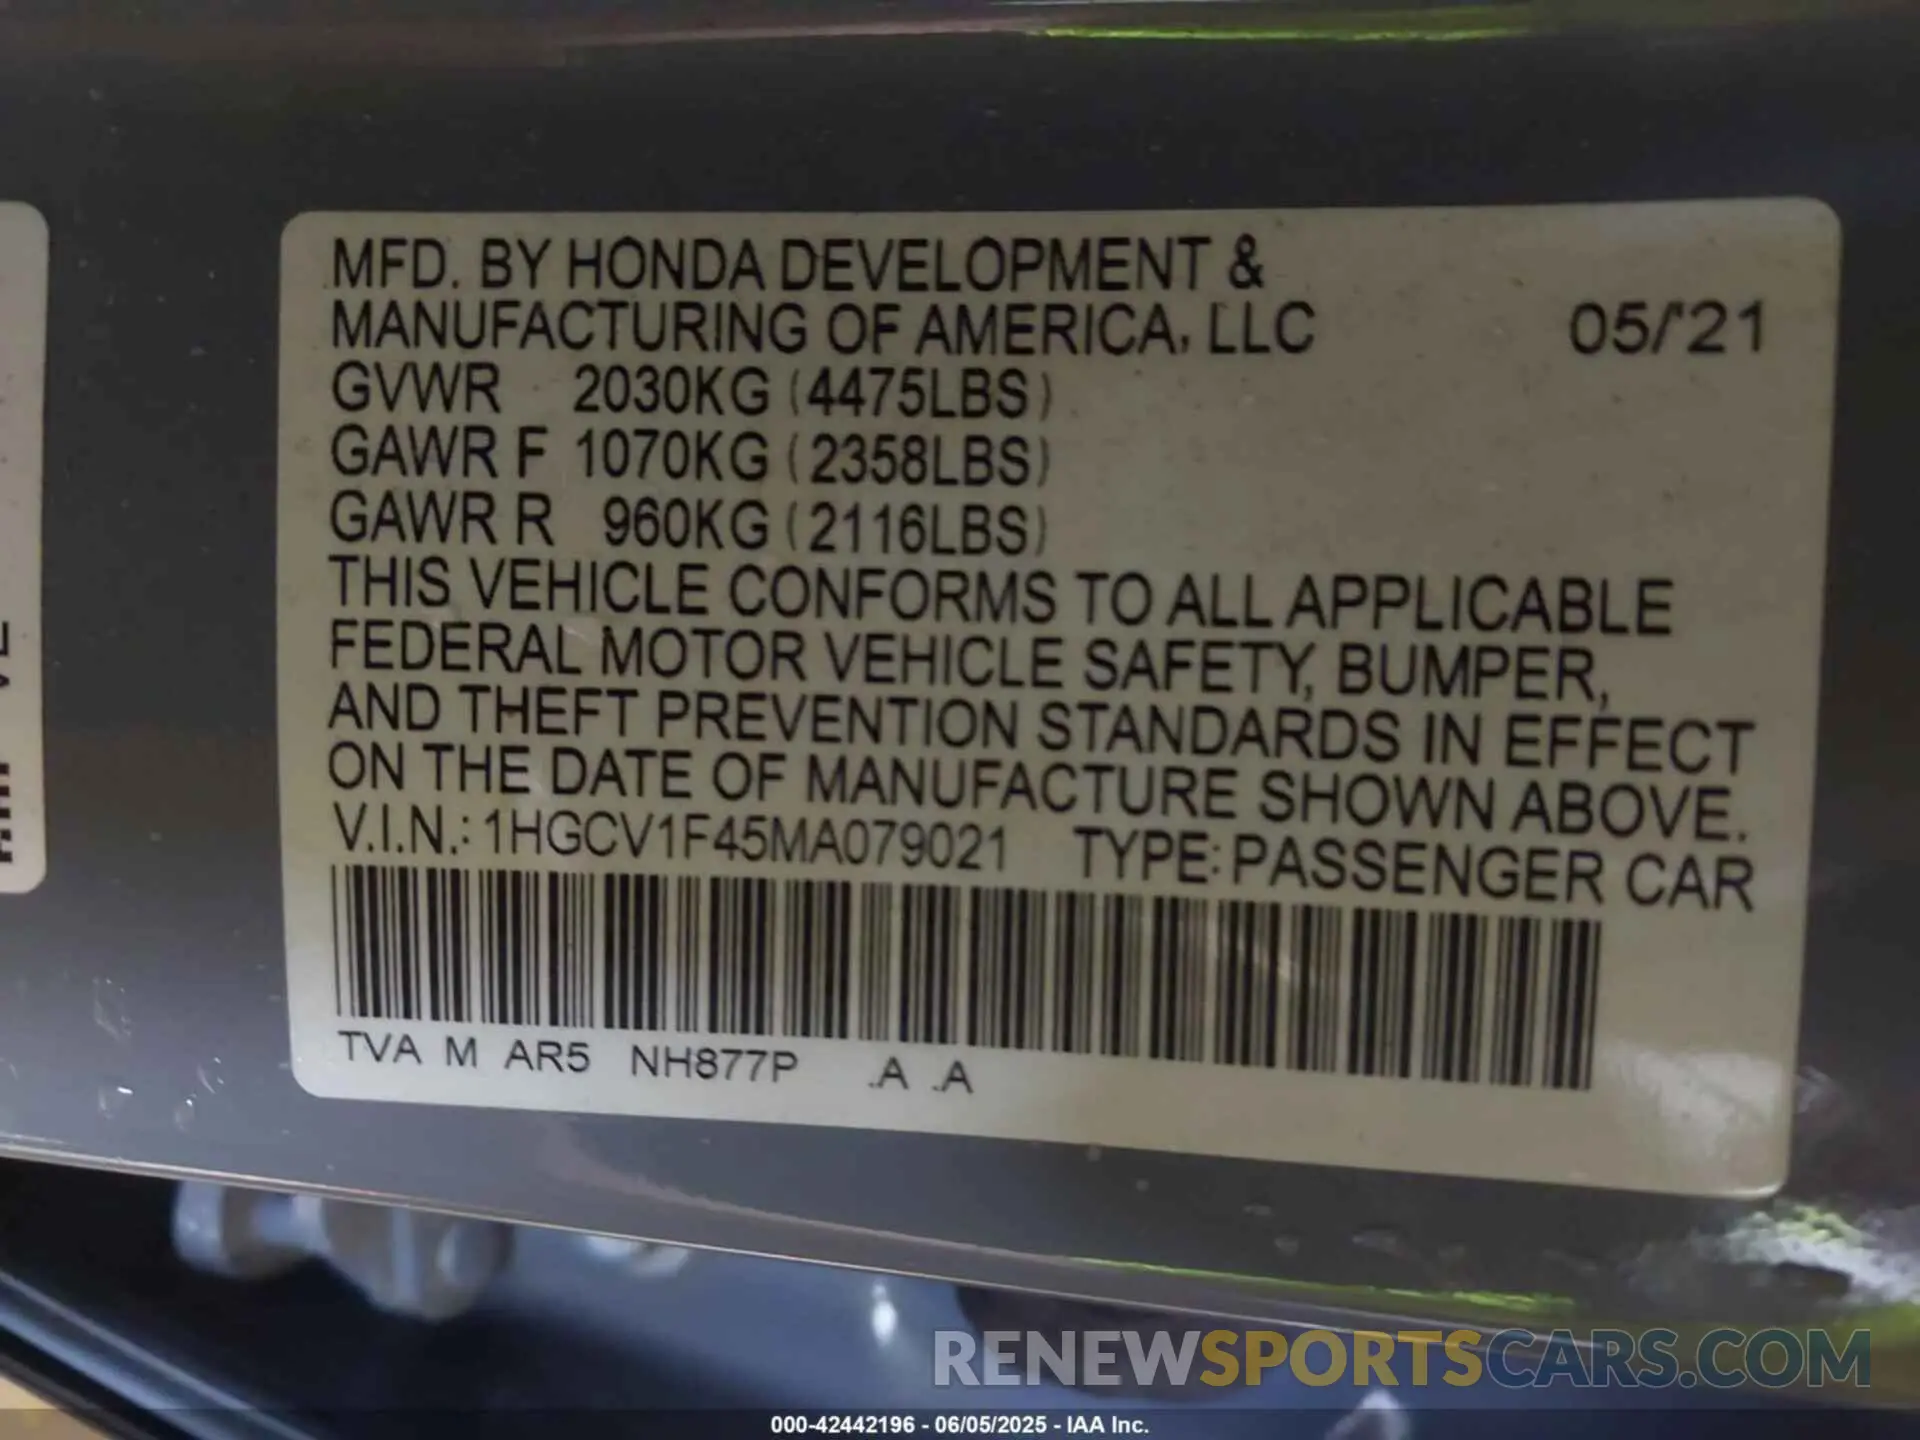 MFD. BY HONDA DEVELOPMENT &
MANUFACTURING OF AMERICA, LLC 05/'21
GVWR 2030KG (4475LBS)
GAWR F 1070KG (2358LBS)
GAWR R 960KG (2116LBS)
THIS VEHICLE CONFORMS TO ALL APPLICABLE
FEDERAL MOTOR VEHICLE SAFETY, BUMPER,
AND THEFT PREVENTION STANDARDS IN EFFECT
ON THE DATE OF MANUFACTURE SHOWN ABOVE.
V.I.N.: 1HGCV1F45MA079021 TYPE: PASSENGER CAR
TVA M AR5 NH877P .A .A
RENEWSPORTSCARS.COM
000-42442196 - 06/05/2025 - IAA Inc.